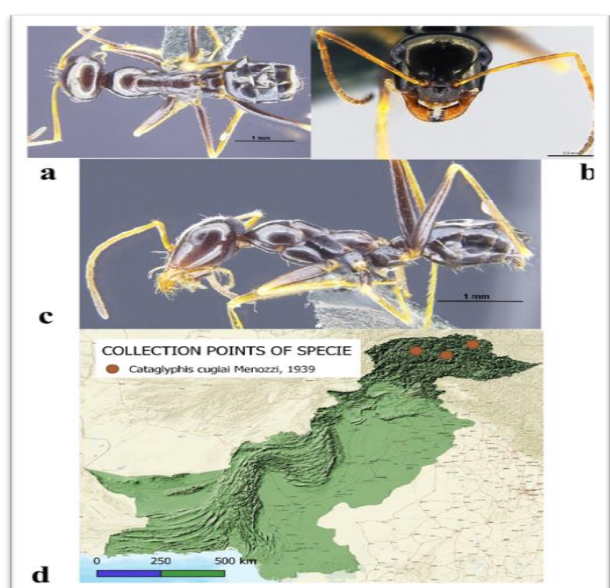 1 mm
a
b
1 mm
c
COLLECTION POINTS OF SPECIE
Cataglyphis cugiai Menozzi, 1939
0 250 500 km
d